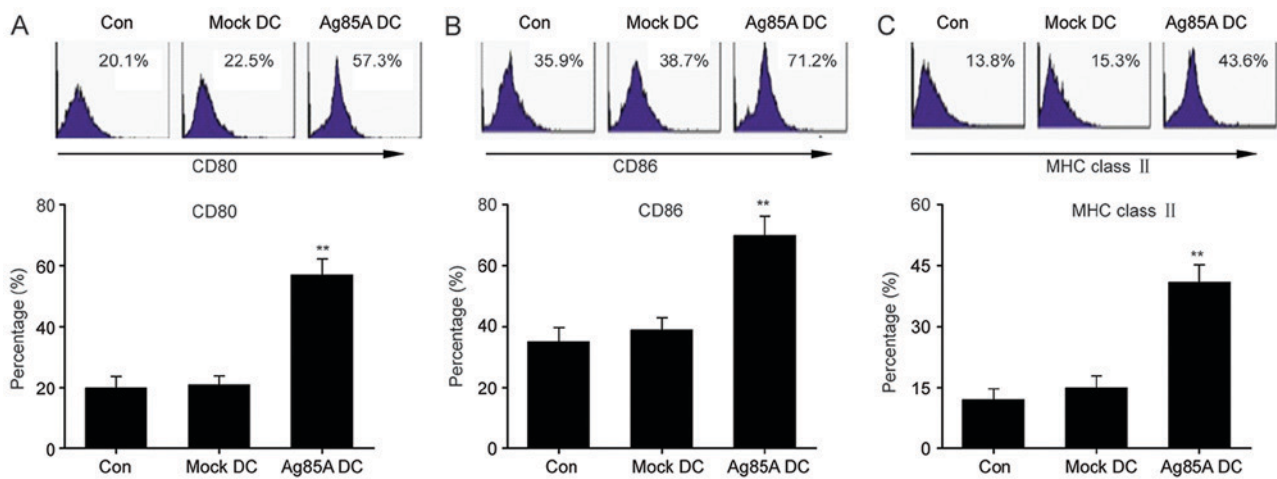 A
Con Mock DC Ag85A DC
20.1% 22.5% 57.3%
CD80
CD80
Percentage (%)
80
60
40
20
0
**
Con Mock DC Ag85A DC
B
Con Mock DC Ag85A DC
35.9% 38.7% 71.2%
CD86
CD86
Percentage (%)
80
60
40
20
0
**
Con Mock DC Ag85A DC
C
Con Mock DC Ag85A DC
13.8% 15.3% 43.6%
MHC class Ⅱ
MHC class Ⅱ
Percentage (%)
60
45
30
15
0
**
Con Mock DC Ag85A DC